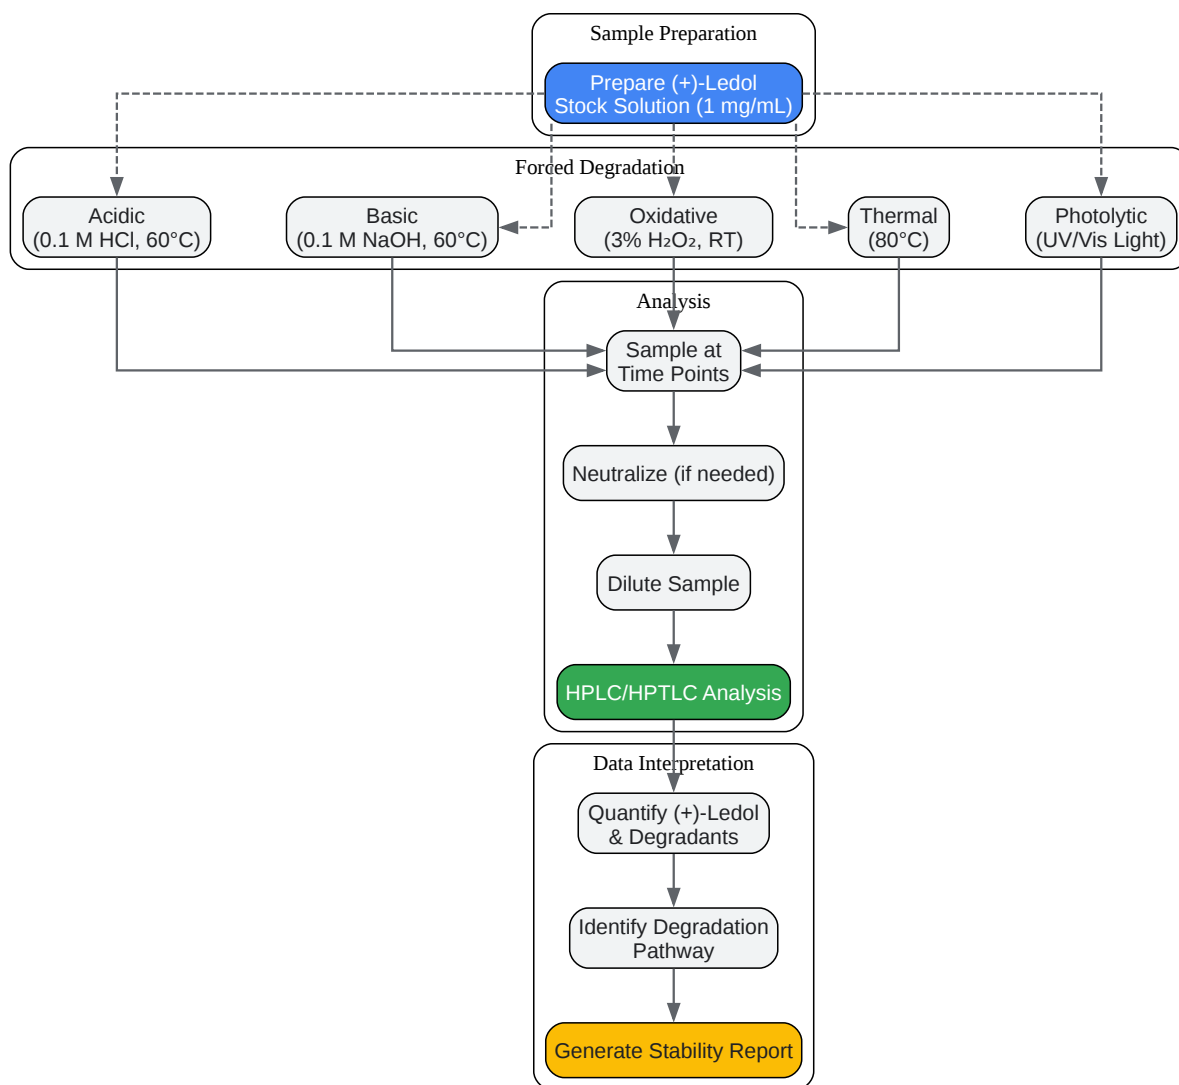 Sample Preparation
Prepare (+)-Ledol
Stock Solution (1 mg/mL)
Forced Degradation
Acidic
(0.1 M HCl, 60°C)
Basic
(0.1 M NaOH, 60°C)
Oxidative
(3% H₂O₂, RT)
Thermal
(80°C)
Photolytic
(UV/Vis Light)
Analysis
Sample at
Time Points
Neutralize (if needed)
Dilute Sample
HPLC/HPTLC Analysis
Data Interpretation
Quantify (+)-Ledol
& Degradants
Identify Degradation
Pathway
Generate Stability Report